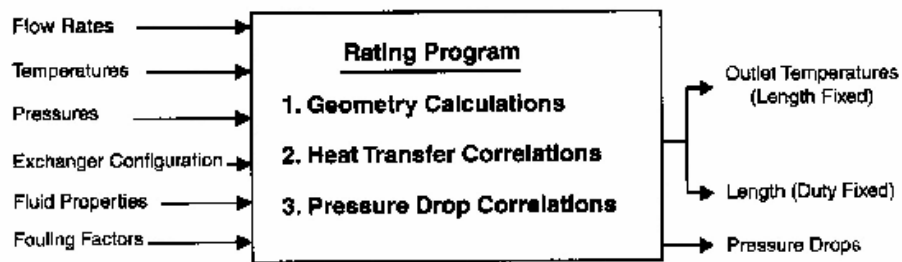 Flow Rates
Temperatures
Pressures
Exchanger Configuration
Fluid Properties
Fouling Factors
Rating Program
1. Geometry Calculations
2. Heat Transfer Correlations
3. Pressure Drop Correlations
Outlet Temperatures
(Length Fixed)
Length (Duty Fixed)
Pressure Drops